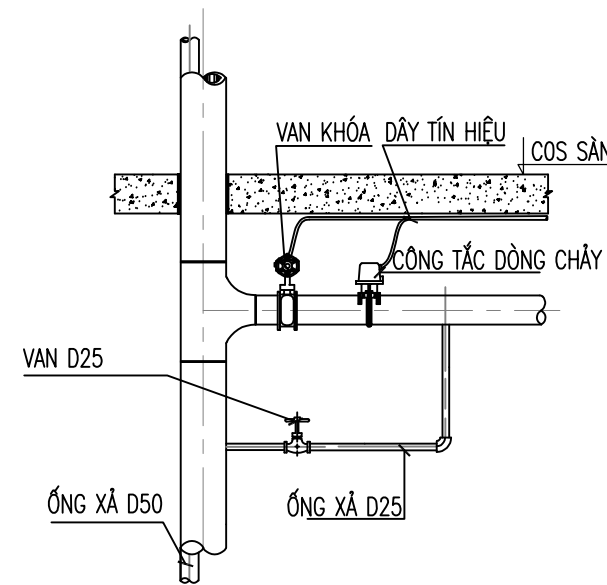 VAN KHÓA
DÂY TÍN HIỆU
COS SÀN
CÔNG TẮC DÒNG CHẢY
VAN D25
ỐNG XẢ D50
ỐNG XẢ D25